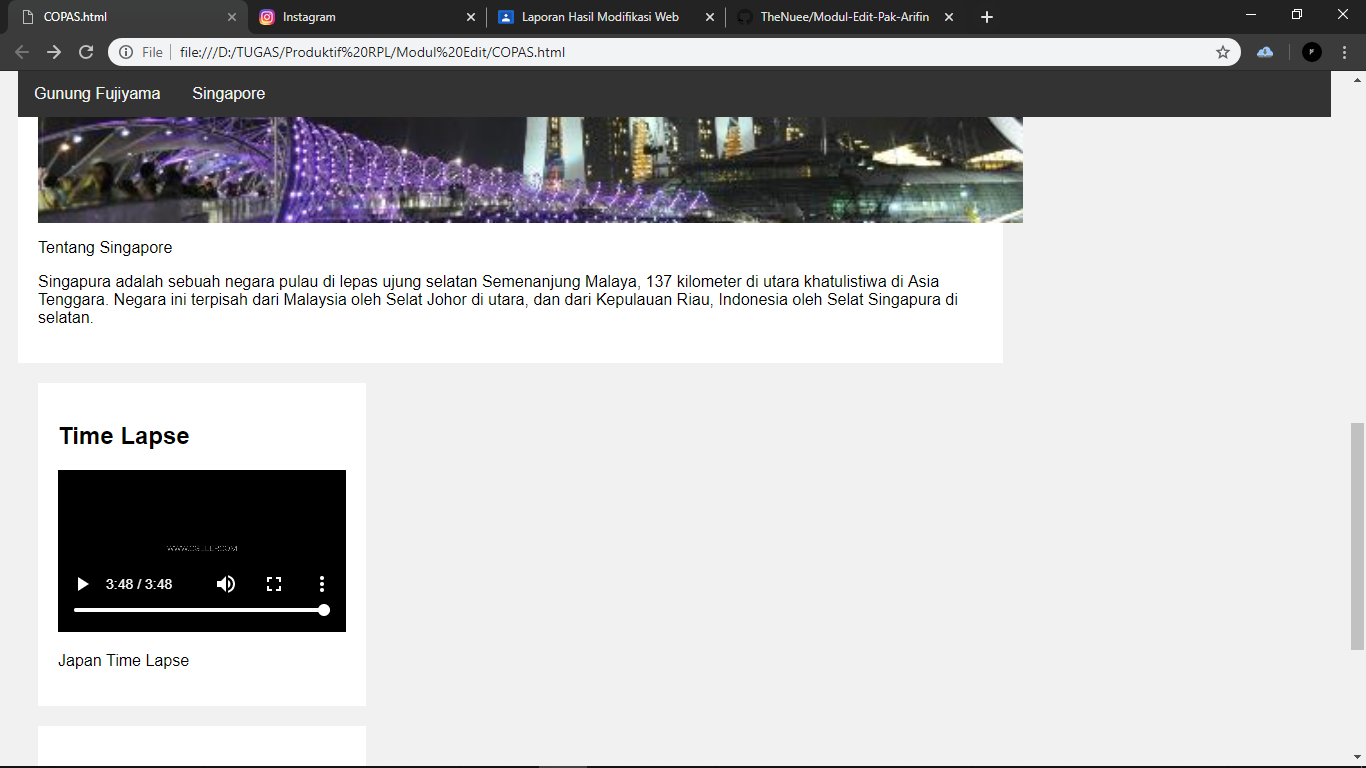 COPAS.html
Instagram
Laporan Hasil Modifikasi Web
TheNuee/Modul-Edit-Pak-Arifin
File
file:///D:/TUGAS/Produktif%20RPL/Modul%20Edit/COPAS.html
Gunung Fujiyama Singapore
Tentang Singapore
Singapura adalah sebuah negara pulau di lepas ujung selatan Semenanjung Malaya, 137 kilometer di utara khatulistiwa di Asia
Tenggara. Negara ini terpisah dari Malaysia oleh Selat Johor di utara, dan dari Kepulauan Riau, Indonesia oleh Selat Singapura di
selatan.
Time Lapse
3:48 / 3:48
Japan Time Lapse